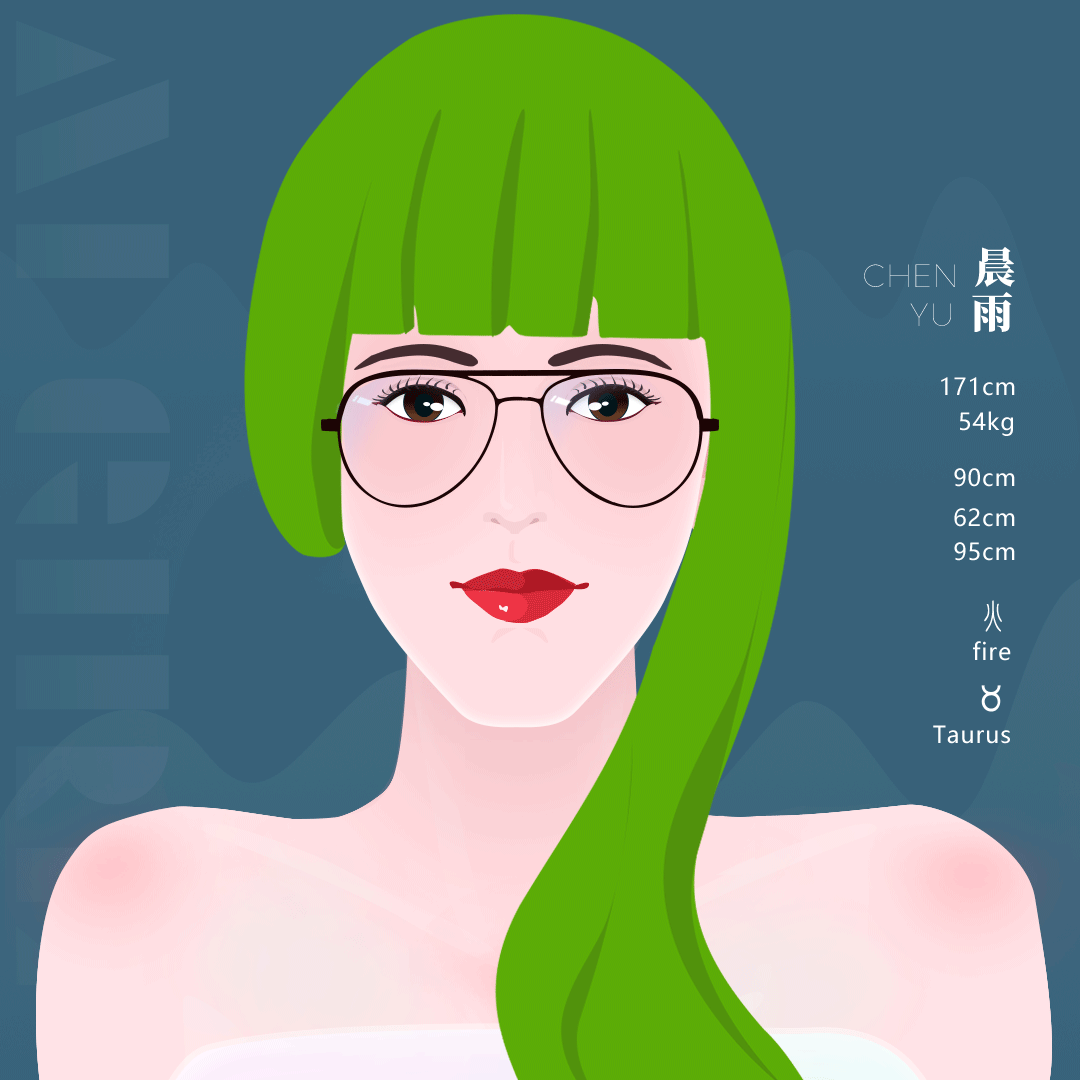 CHEN 晨
YU 雨
171cm
54kg
90cm
62cm
95cm
火
fire
♉
Taurus